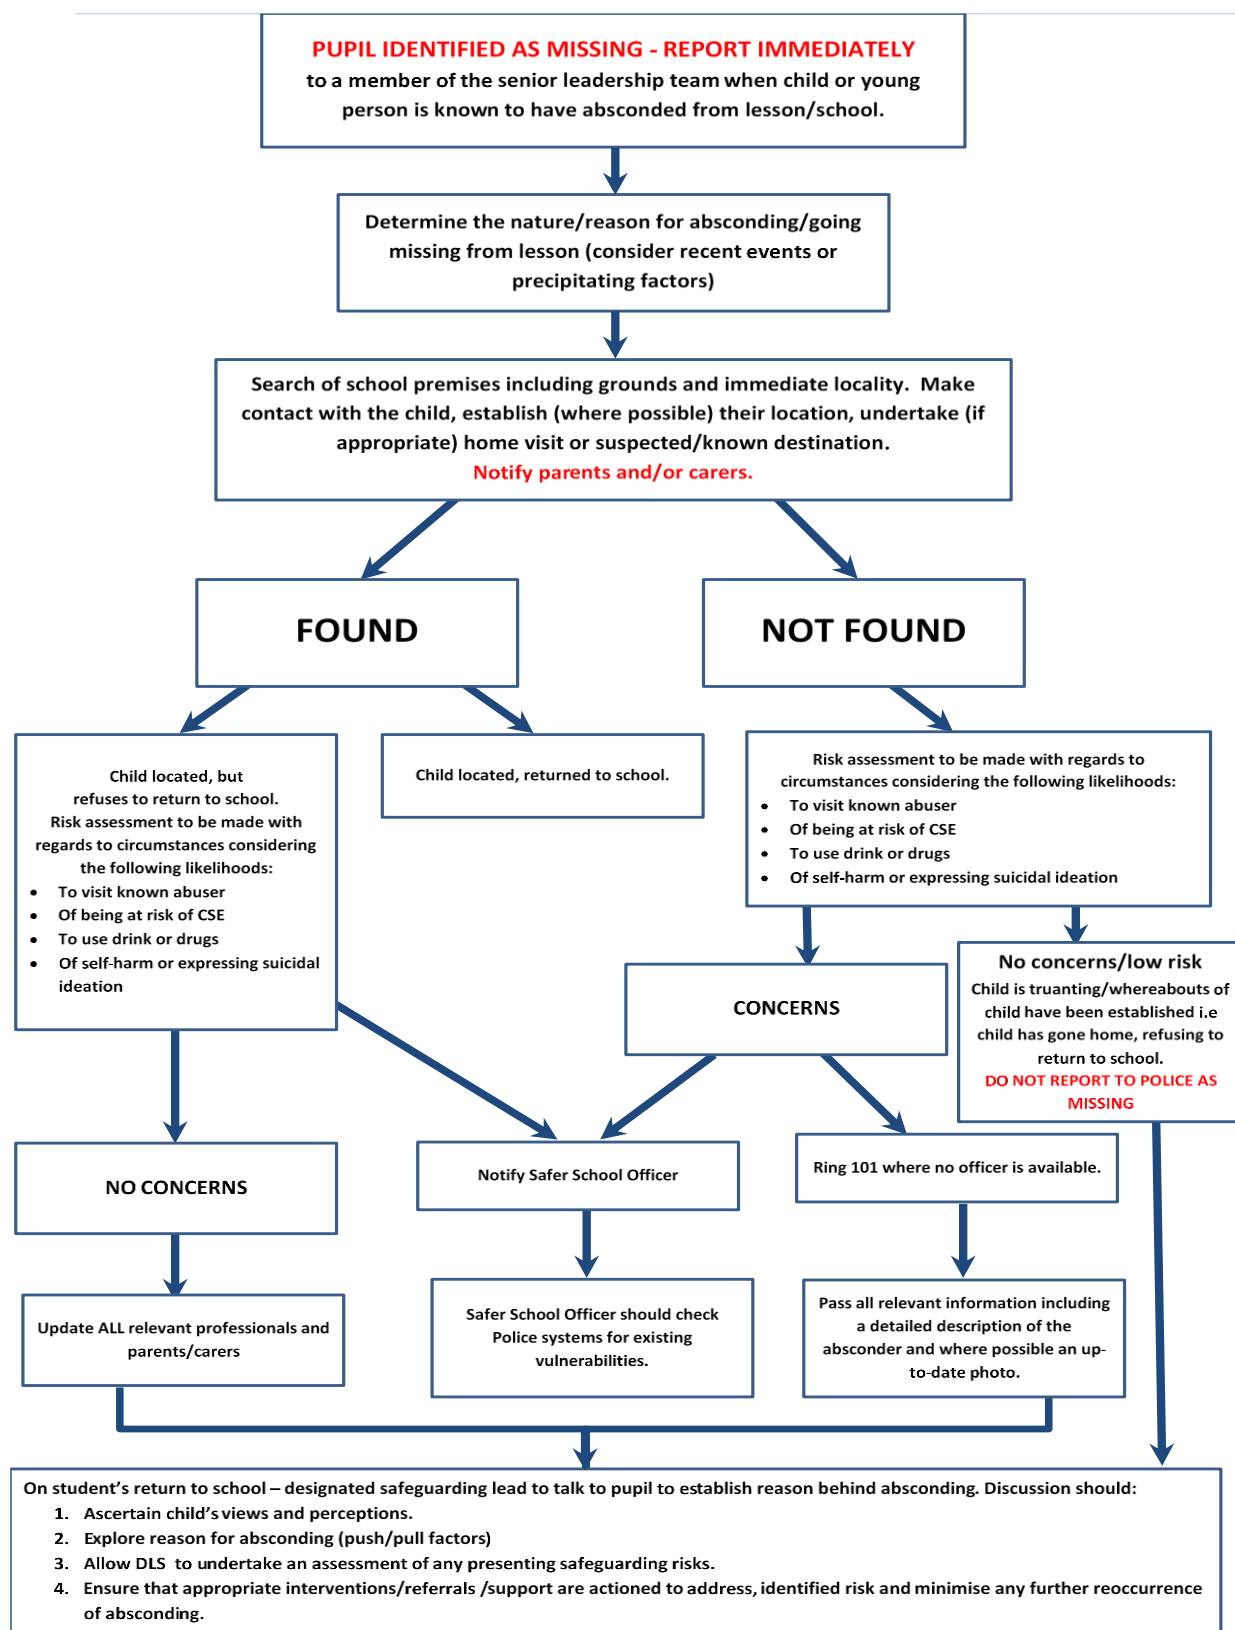 PUPIL IDENTIFIED AS MISSING - REPORT IMMEDIATELY
to a member of the senior leadership team when child or young
person is known to have absconded from lesson/school.
Determine the nature/reason for absconding/going
missing from lesson (consider recent events or
precipitating factors)
Search of school premises including grounds and immediate locality.  Make
contact with the child, establish (where possible) their location, undertake (if
appropriate) home visit or suspected/known destination.
Notify parents and/or carers.
FOUND
NOT FOUND
Child located, but
refuses to return to school.
Risk assessment to be made with
regards to circumstances considering
the following likelihoods:
• To visit known abuser
• Of being at risk of CSE
• To use drink or drugs
• Of self-harm or expressing suicidal
ideation
Child located, returned to school.
Risk assessment to be made with regards to
circumstances considering the following likelihoods:
• To visit known abuser
• Of being at risk of CSE
• To use drink or drugs
• Of self-harm or expressing suicidal ideation
CONCERNS
No concerns/low risk
Child is truanting/whereabouts of
child have been established i.e
child has gone home, refusing to
return to school.
DO NOT REPORT TO POLICE AS
MISSING
NO CONCERNS
Notify Safer School Officer
Ring 101 where no officer is available.
Update ALL relevant professionals and
parents/carers
Safer School Officer should check
Police systems for existing
vulnerabilities.
Pass all relevant information including
a detailed description of the
absconder and where possible an up-
to-date photo.
On student's return to school – designated safeguarding lead to talk to pupil to establish reason behind absconding. Discussion should:
1. Ascertain child's views and perceptions.
2. Explore reason for absconding (push/pull factors)
3. Allow DLS  to undertake an assessment of any presenting safeguarding risks.
4. Ensure that appropriate interventions/referrals /support are actioned to address, identified risk and minimise any further reoccurrence
of absconding.